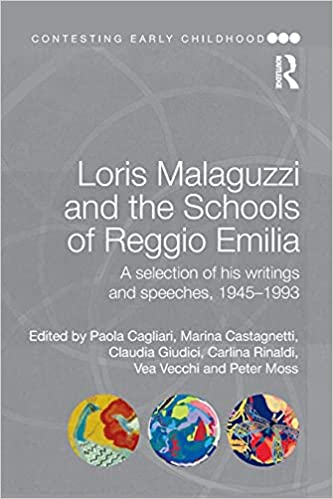 CONTESTING EARLY CHILDHOOD
R
ROUTLEDGE
Loris Malaguzzi
and the Schools
of Reggio Emilia
A selection of his writings
and speeches, 1945–1993
Edited by Paola Cagliari, Marina Castagnetti,
Claudia Giudici, Carlina Rinaldi,
Vea Vecchi and Peter Moss